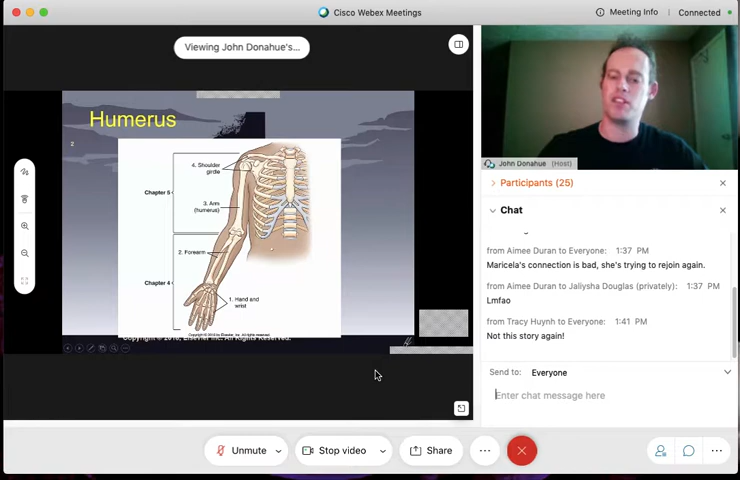 Cisco Webex Meetings
Meeting Info
Connected
Viewing John Donahue's...
Humerus
2
4. Shoulder
girdle
Chapter 5
3. Arm
(humerus)
2. Forearm
Chapter 4
1. Hand and
wrist
Copyright © 2018, Elsevier Inc. All Rights Reserved.
John Donahue (Host)
Participants (25)
Chat
from Aimee Duran to Everyone: 1:37 PM
Maricela's connection is bad, she's trying to rejoin again.
from Aimee Duran to Jaliysha Douglas (privately): 1:37 PM
Lmfao
from Tracy Huynh to Everyone: 1:41 PM
Not this story again!
Send to: Everyone
Enter chat message here
Unmute
Stop video
Share